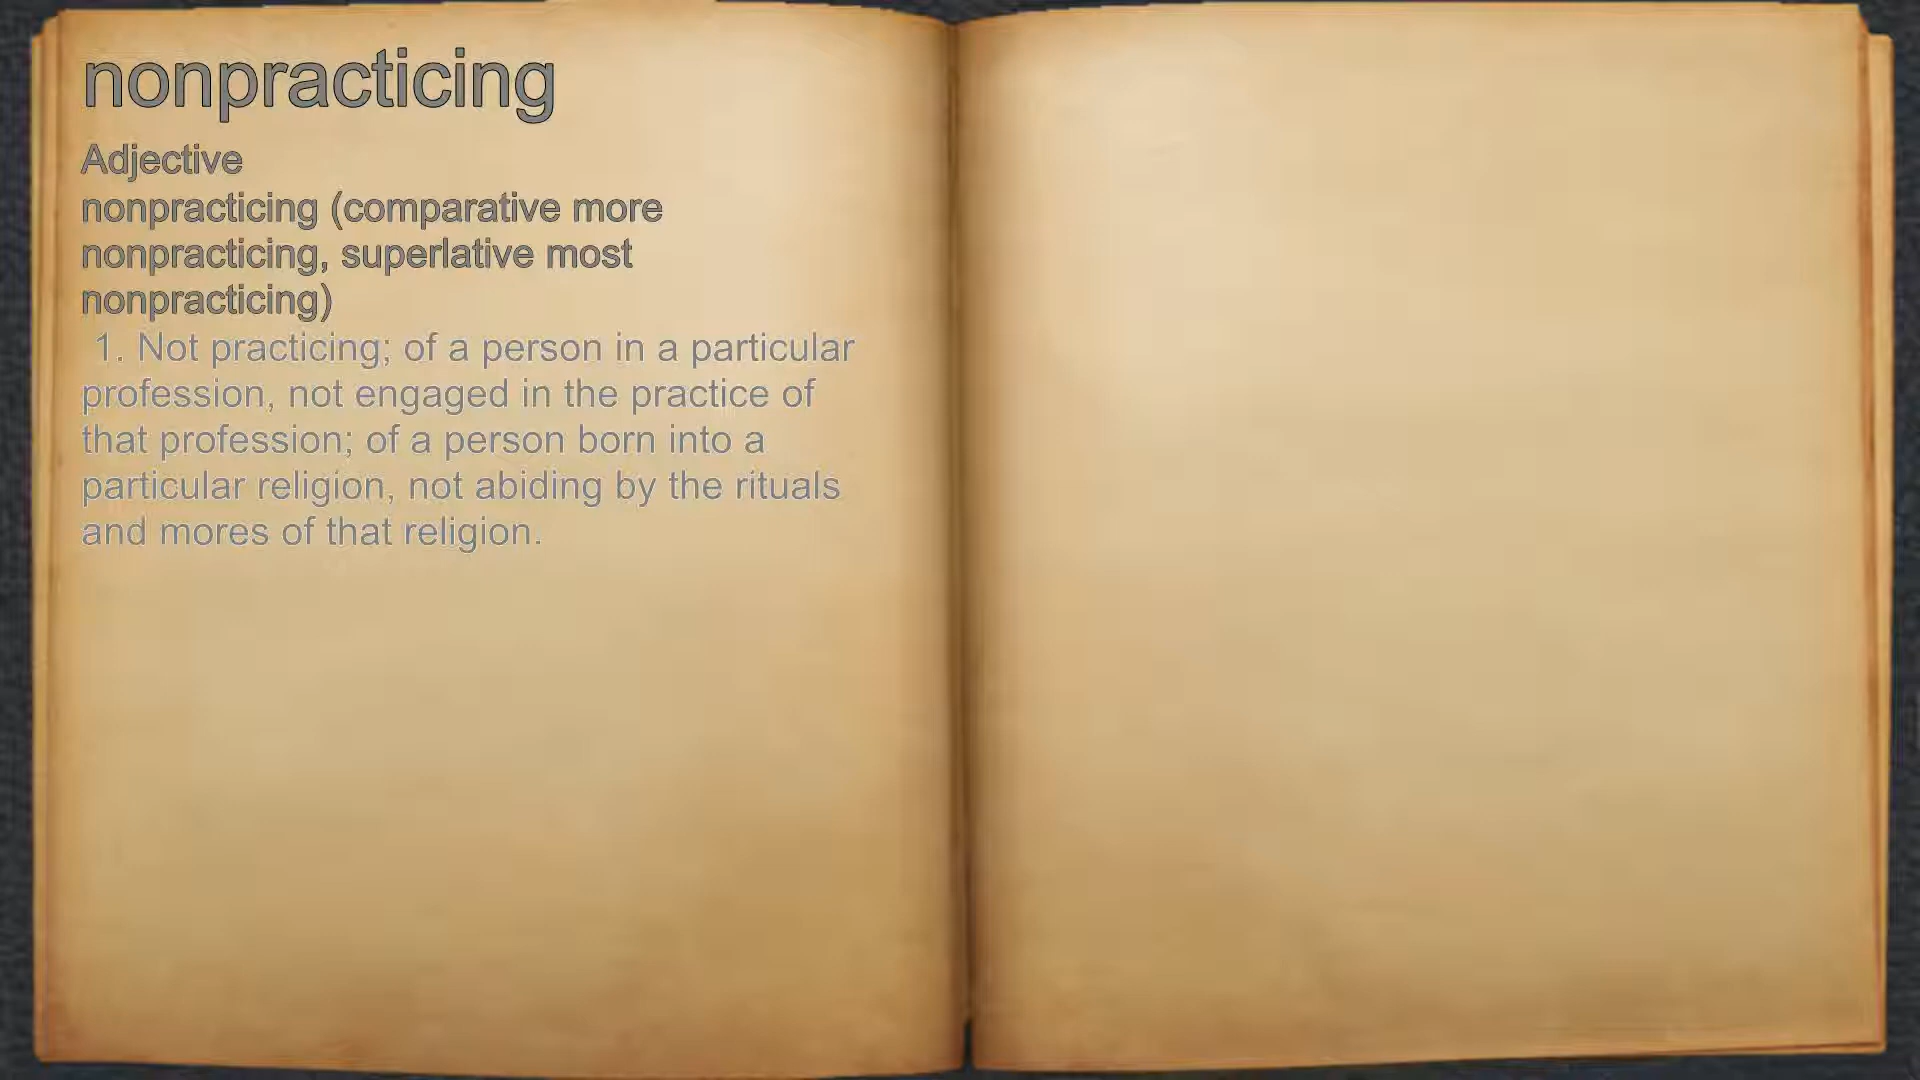 nonpracticing
Adjective
nonpracticing (comparative more
nonpracticing, superlative most
nonpracticing)
1. Not practicing; of a person in a particular
profession, not engaged in the practice of
that profession; of a person born into a
particular religion, not abiding by the rituals
and mores of that religion.